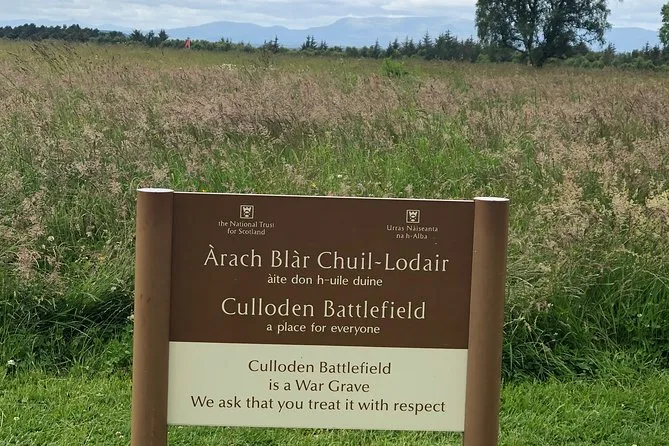 the National Trust
for Scotland
Urras Nàiseanta
na h-Alba
Àrach Blàr Chuil-Lodair
àite don h-uile duine
Culloden Battlefield
a place for everyone
Culloden Battlefield
is a War Grave
We ask that you treat it with respect